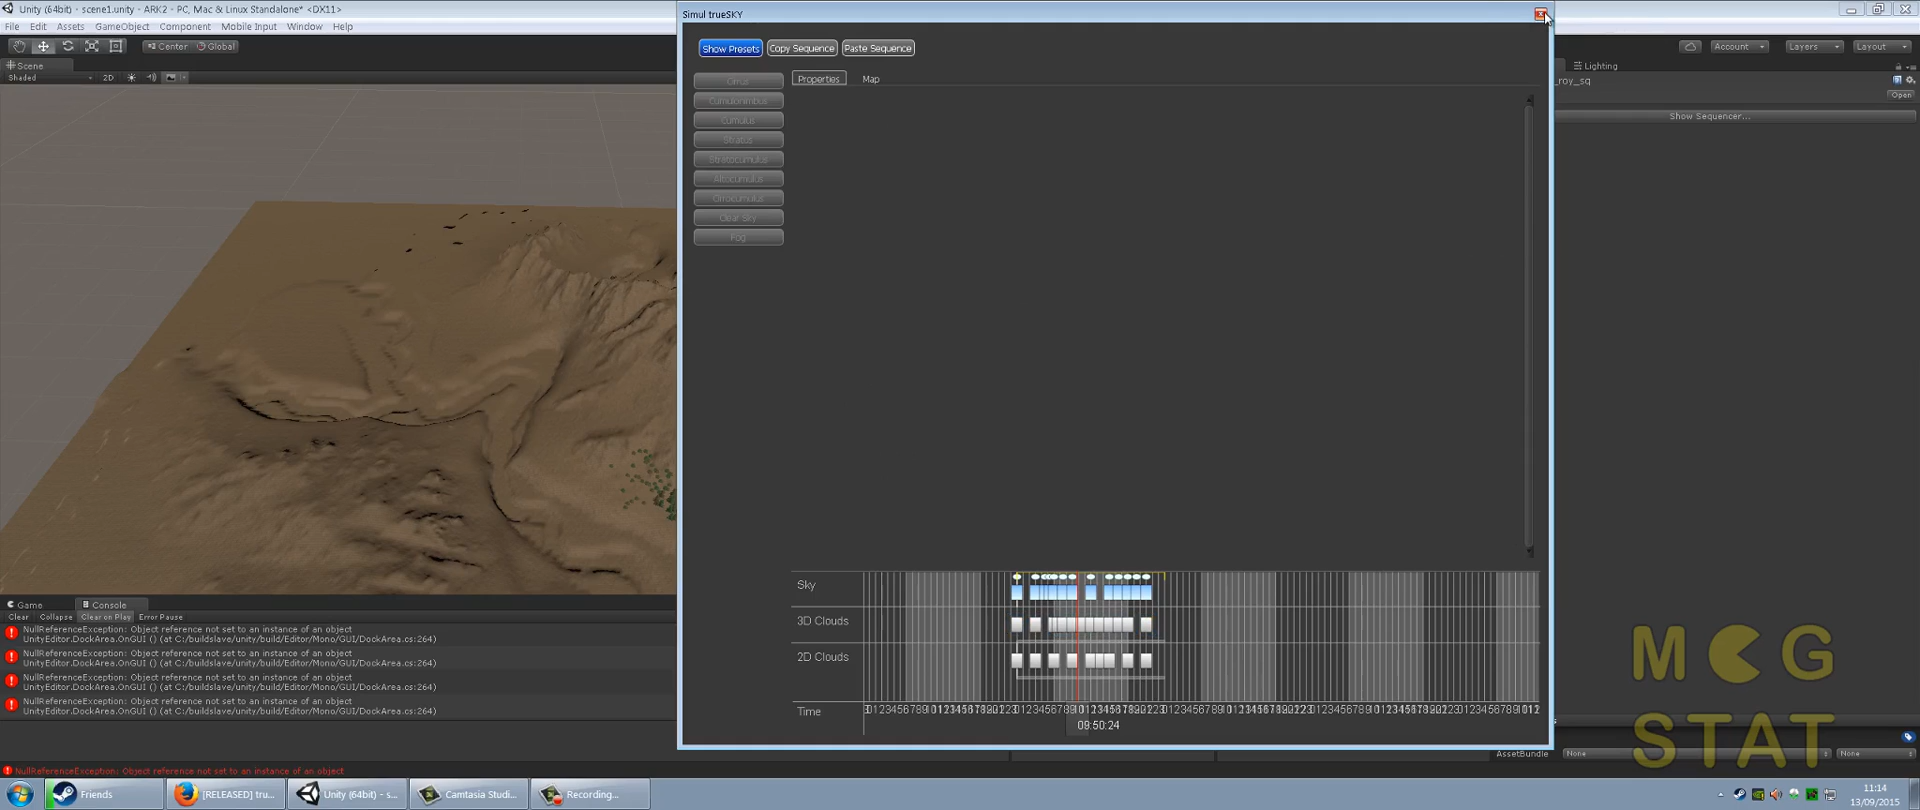 Unity (64bit) - scene1.unity - ARK2 - PC, Mac & Linux Standalone* <DX11>
File Edit Assets GameObject Component Mobile Input Window Help
Center Global
Account Layers Layout
Scene
Shaded 2D
Simul trueSKY
Show Presets Copy Sequence Paste Sequence
Properties Map
Cirrus
Cumulonimbus
Cumulus
Stratus
Stratocumulus
Altocumulus
Cirrocumulus
Clear Sky
Fog
Lighting
_roy_sq
Open
Show Sequencer...
Sky
3D Clouds
2D Clouds
Time
09:50:24
Game Console
Clear Collapse Clear on Play Error Pause
NullReferenceException: Object reference not set to an instance of an object
UnityEditor.DockArea.OnGUI () (at C:/buildslave/unity/build/Editor/Mono/GUI/DockArea.cs:264)
NullReferenceException: Object reference not set to an instance of an object
UnityEditor.DockArea.OnGUI () (at C:/buildslave/unity/build/Editor/Mono/GUI/DockArea.cs:264)
NullReferenceException: Object reference not set to an instance of an object
UnityEditor.DockArea.OnGUI () (at C:/buildslave/unity/build/Editor/Mono/GUI/DockArea.cs:264)
NullReferenceException: Object reference not set to an instance of an object
UnityEditor.DockArea.OnGUI () (at C:/buildslave/unity/build/Editor/Mono/GUI/DockArea.cs:264)
M G
STAT
AssetBundle None None
NullReferenceException: Object reference not set to an instance of an object
Friends [RELEASED] tru... Unity (64bit) - s... Camtasia Studi... Recording...
11:14
13/09/2015